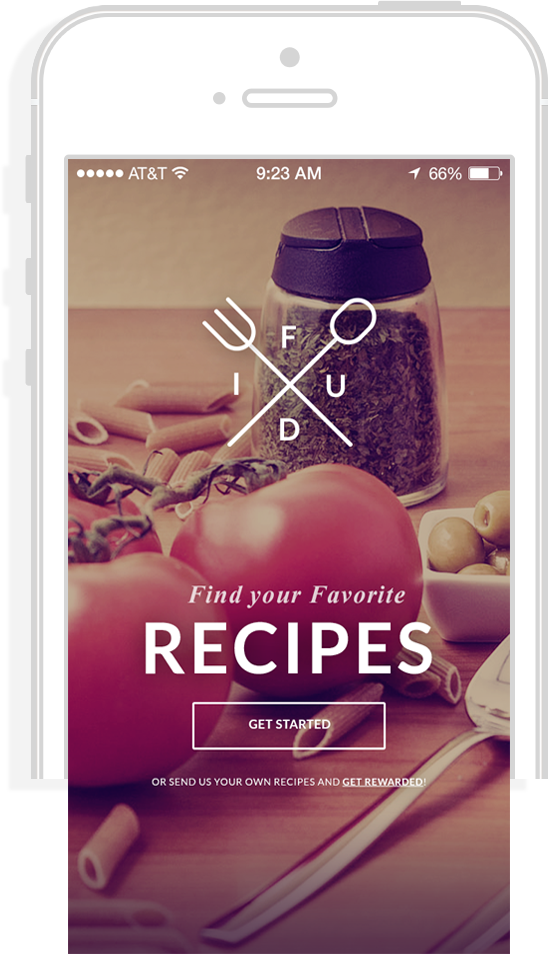 AT&T 9:23 AM 66%
F
I U
D
Find your Favorite
RECIPES
GET STARTED
OR SEND US YOUR OWN RECIPES AND GET REWARDED!